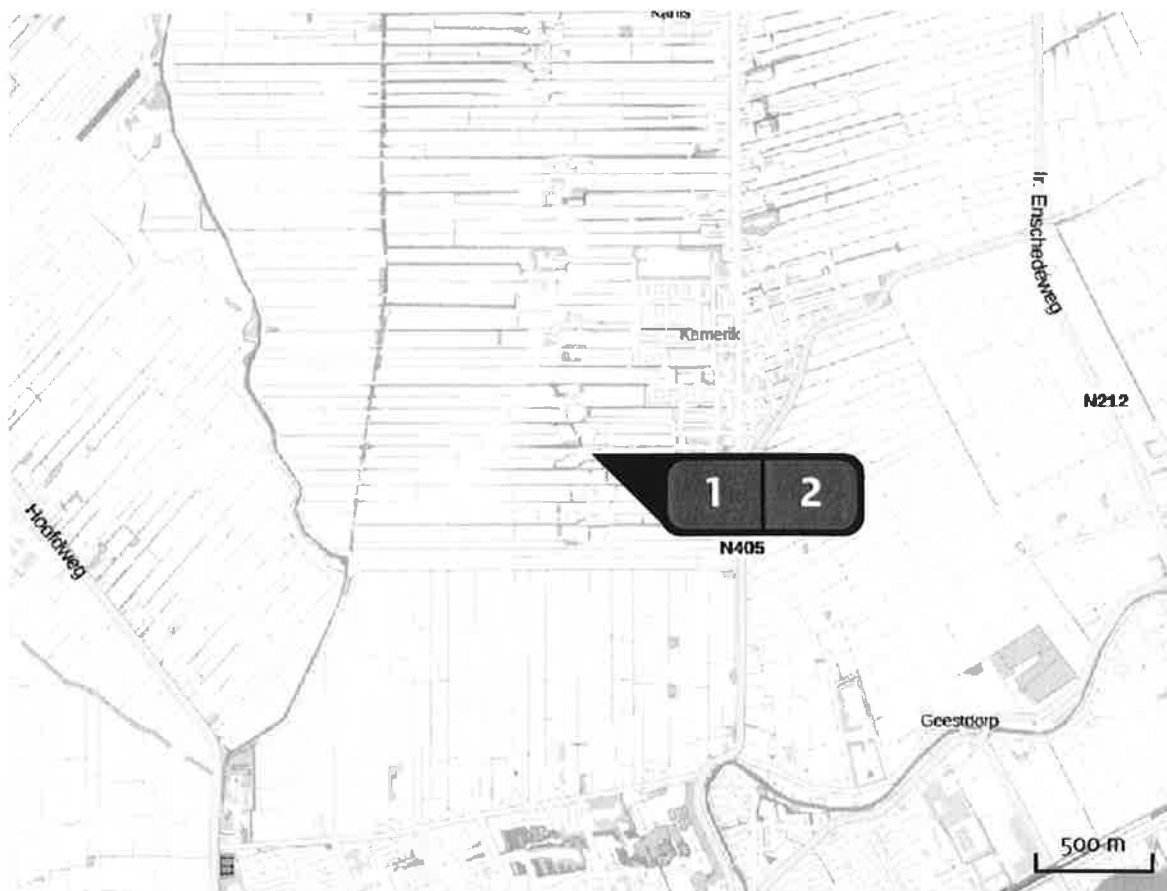 Ir. Enschedeweg
Kamerik
N212
1 2
Hoofdweg
N405
Geestdorp
500 m